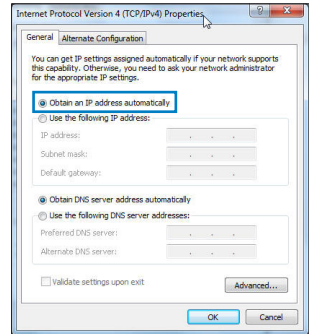 Internet Protocol Version 4 (TCP/IPv4) Properties
General
Alternate Configuration
You can get IP settings assigned automatically if your network supports
this capability. Otherwise, you need to ask your network administrator
for the appropriate IP settings.
Obtain an IP address automatically
Use the following IP address:
IP address:
Subnet mask:
Default gateway:
Obtain DNS server address automatically
Use the following DNS server addresses:
Preferred DNS server:
Alternate DNS server:
Validate settings upon exit
Advanced...
OK
Cancel